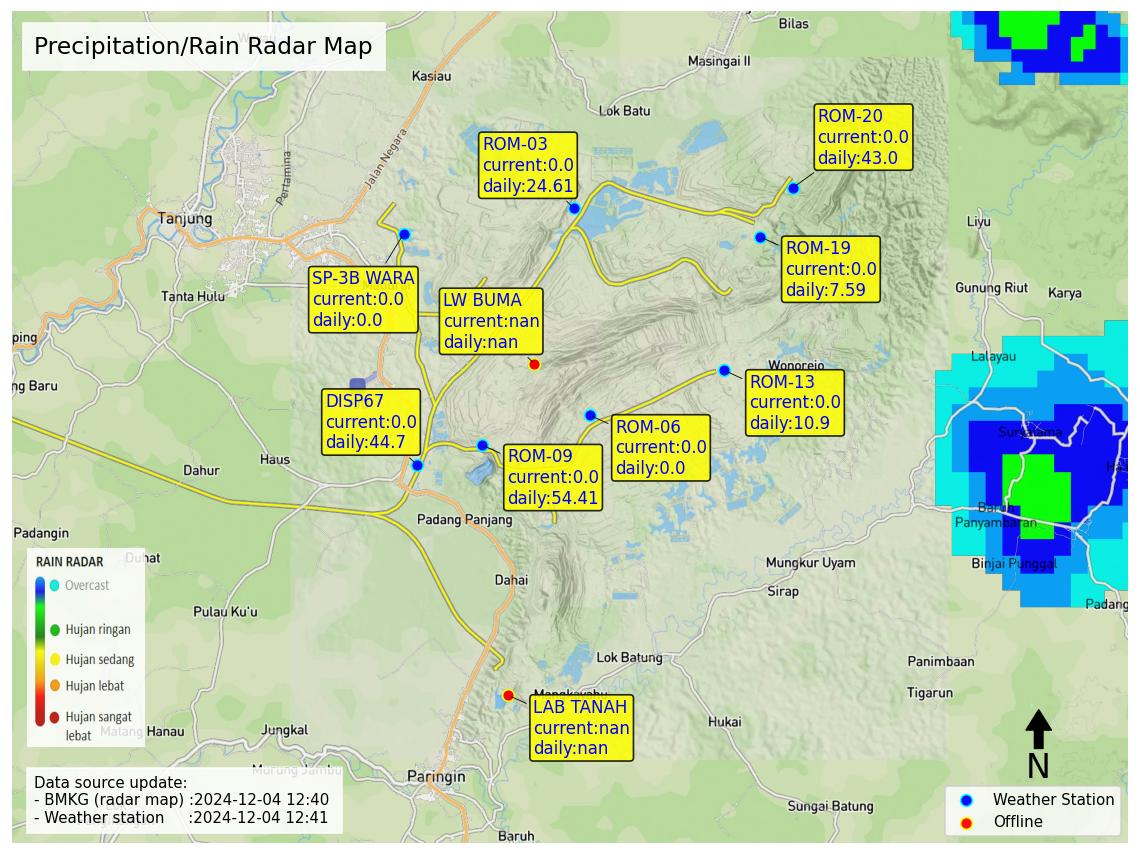 Precipitation/Rain Radar Map
Bilas
Masingai II
Kasiau
Lok Batu
Jalan Negara
Pertamina
Tanjung
Tanta Hulu
ROM-20
current:0.0
daily:43.0
ROM-03
current:0.0
daily:24.61
ROM-19
current:0.0
daily:7.59
SP-3B WARA
current:0.0
daily:0.0
LW BUMA
current:nan
daily:nan
Liyu
Gunung Riut
Karya
Lalayau
ping
ng Baru
Wonorejo
ROM-13
current:0.0
daily:10.9
DISP67
current:0.0
daily:44.7
ROM-06
current:0.0
daily:0.0
ROM-09
current:0.0
daily:54.41
Suryatama
Ha
Baruh
Panyambaran
Binjai Punggal
Padang
Haus
Dahur
Padangin
Padang Panjang
Dahai
Mungkur Uyam
Sirap
Pulau Ku'u
Lok Batung
Panimbaan
Tigarun
Hukai
Sungai Batung
Mangkayahu
LAB TANAH
current:nan
daily:nan
RAIN RADAR
Overcast
Hujan ringan
Hujan sedang
Hujan lebat
Hujan sangat
lebat
Hanau
Jungkal
Murung Jambu
Paringin
Baruh
Data source update:
- BMKG (radar map) :2024-12-04 12:40
- Weather station :2024-12-04 12:41
N
Weather Station
Offline